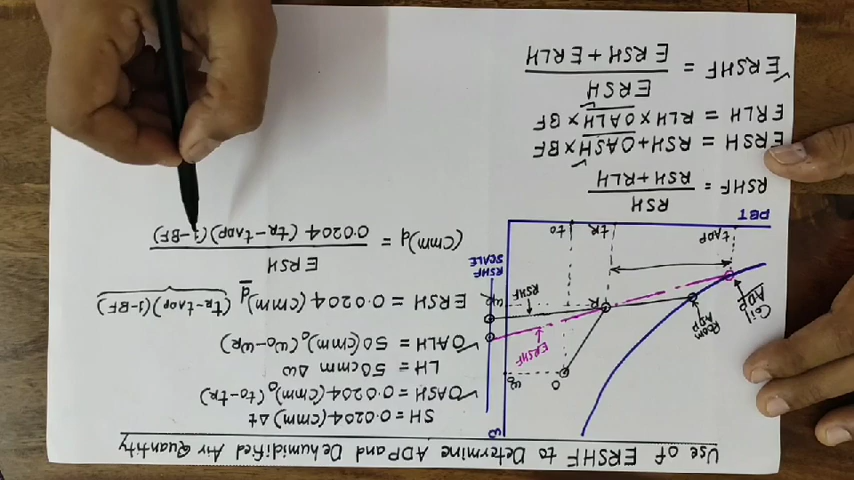 Use of ERSHF to Determine ADP and Dehumidified Air Quantity
SH = 0.0204 (cmm) Δt
✓OASH = 0.0204 (cmm)o (to-tR)
LH = 50 cmm Δω
✓OALH = 50 (cmm)o (ωo-ωR)
ERSH = 0.0204 (cmm)d (tR-tADP)(1-BF)
(cmm)d = ERSH / 0.0204 (tR-tADP)(1-BF)
ω
O
ωo
ERSHF
R
ωR
RSHF
RSHF SCALE
Room ADP
Coil ADP
tADP
tR
to
DBT
RSHF = RSH / RSH + RLH
ERSH = RSH + OASH × BF
ERLH = RLH × OALH × BF
ERSHF = ERSH / ERSH + ERLH